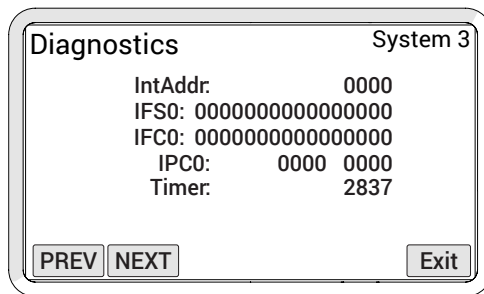 Diagnostics System 3
IntAddr: 0000
IFS0: 0000000000000000
IFC0: 0000000000000000
IPC0: 0000 0000
Timer: 2837
PREV NEXT Exit